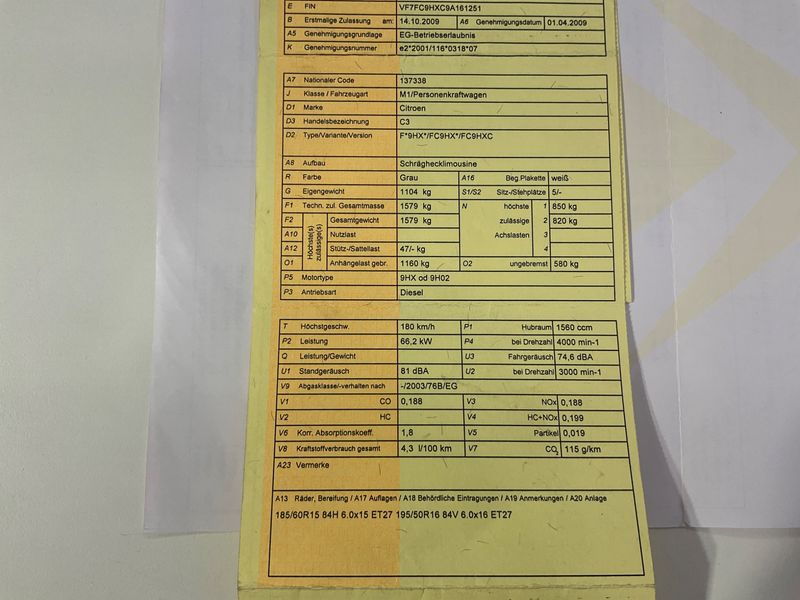 E FIN VF7FC9HXC9A161251
B Erstmalige Zulassung am: 14.10.2009 A6 Genehmigungsdatum 01.04.2009
A5 Genehmigungsgrundlage EG-Betriebserlaubnis
K Genehmigungsnummer e2*2001/116*0318*07
A7 Nationaler Code 137338
J Klasse / Fahrzeugart M1/Personenkraftwagen
D1 Marke Citroen
D3 Handelsbezeichnung C3
D2 Type/Variante/Version F*9HX*/FC9HX*/FC9HXC
A8 Aufbau Schräghecklimousine
R Farbe Grau A16 Beg.Plakette weiß
G Eigengewicht 1104 kg S1/S2 Sitz-/Stehplätze 5/-
F1 Techn. zul. Gesamtmasse 1579 kg N höchste 1 850 kg
F2 Höchste(s) zulässige(s) Gesamtgewicht 1579 kg zulässige 2 820 kg
A10 Nutzlast Achslasten 3
A12 Stütz-/Sattellast 47/- kg 4
O1 Anhängelast gebr. 1160 kg O2 ungebremst 580 kg
P5 Motortype 9HX od 9H02
P3 Antriebsart Diesel
T Höchstgeschw. 180 km/h P1 Hubraum 1560 ccm
P2 Leistung 66,2 kW P4 bei Drehzahl 4000 min-1
Q Leistung/Gewicht U3 Fahrgeräusch 74,6 dBA
U1 Standgeräusch 81 dBA U2 bei Drehzahl 3000 min-1
V9 Abgasklasse/-verhalten nach -/2003/76B/EG
V1 CO 0,188 V3 NOx 0,188
V2 HC V4 HC+NOx 0,199
V6 Korr. Absorptionskoeff. 1,8 V5 Partikel 0,019
V8 Kraftstoffverbrauch gesamt 4,3 l/100 km V7 CO2 115 g/km
A23 Vermerke
A13 Räder, Bereifung / A17 Auflagen / A18 Behördliche Eintragungen / A19 Anmerkungen / A20 Anlage
185/60R15 84H 6.0x15 ET27 195/50R16 84V 6.0x16 ET27